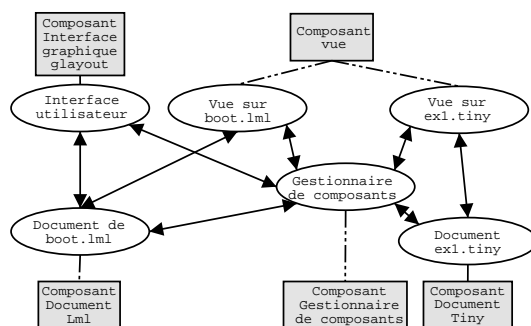 Composant
Interface
graphique
glayout
Composant
vue
Interface
utilisateur
Vue sur
boot.lml
Vue sur
ex1.tiny
Gestionnaire
de composants
Document de
boot.lml
Document
ex1.tiny
Composant
Document
Lml
Composant
Gestionnaire
de composants
Composant
Document
Tiny